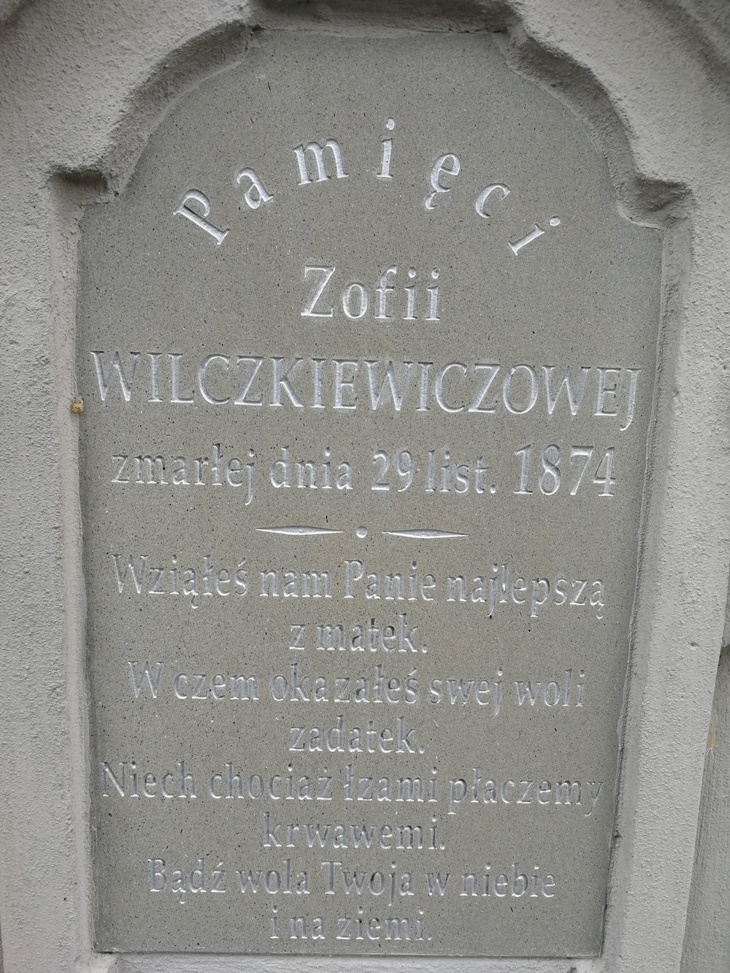 Pamięci
Zofii
WILCZKIEWICZOWEJ
zmarłej dnia 29 list. 1874
Wziąłeś nam Panie najlepszą
z matek.
W czem okazałeś swej woli
zadatek.
Niech chociaż łzami płaczemy
krwawemi.
Bądź wola Twoja w niebie
i na ziemi.